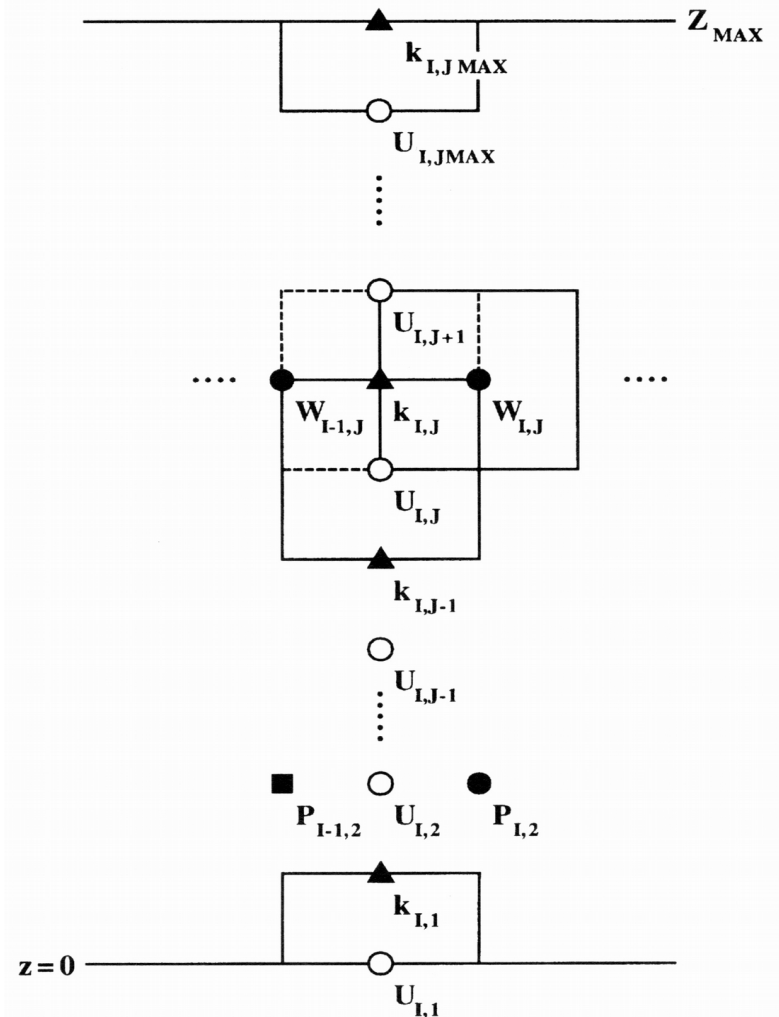 Z MAX
k I,J MAX
U I,JMAX
U I,J+1
W I-1,J k I,J W I,J
U I,J
k I,J-1
U I,J-1
P I-1,2 U I,2 P I,2
k I,1
z = 0
U I,1